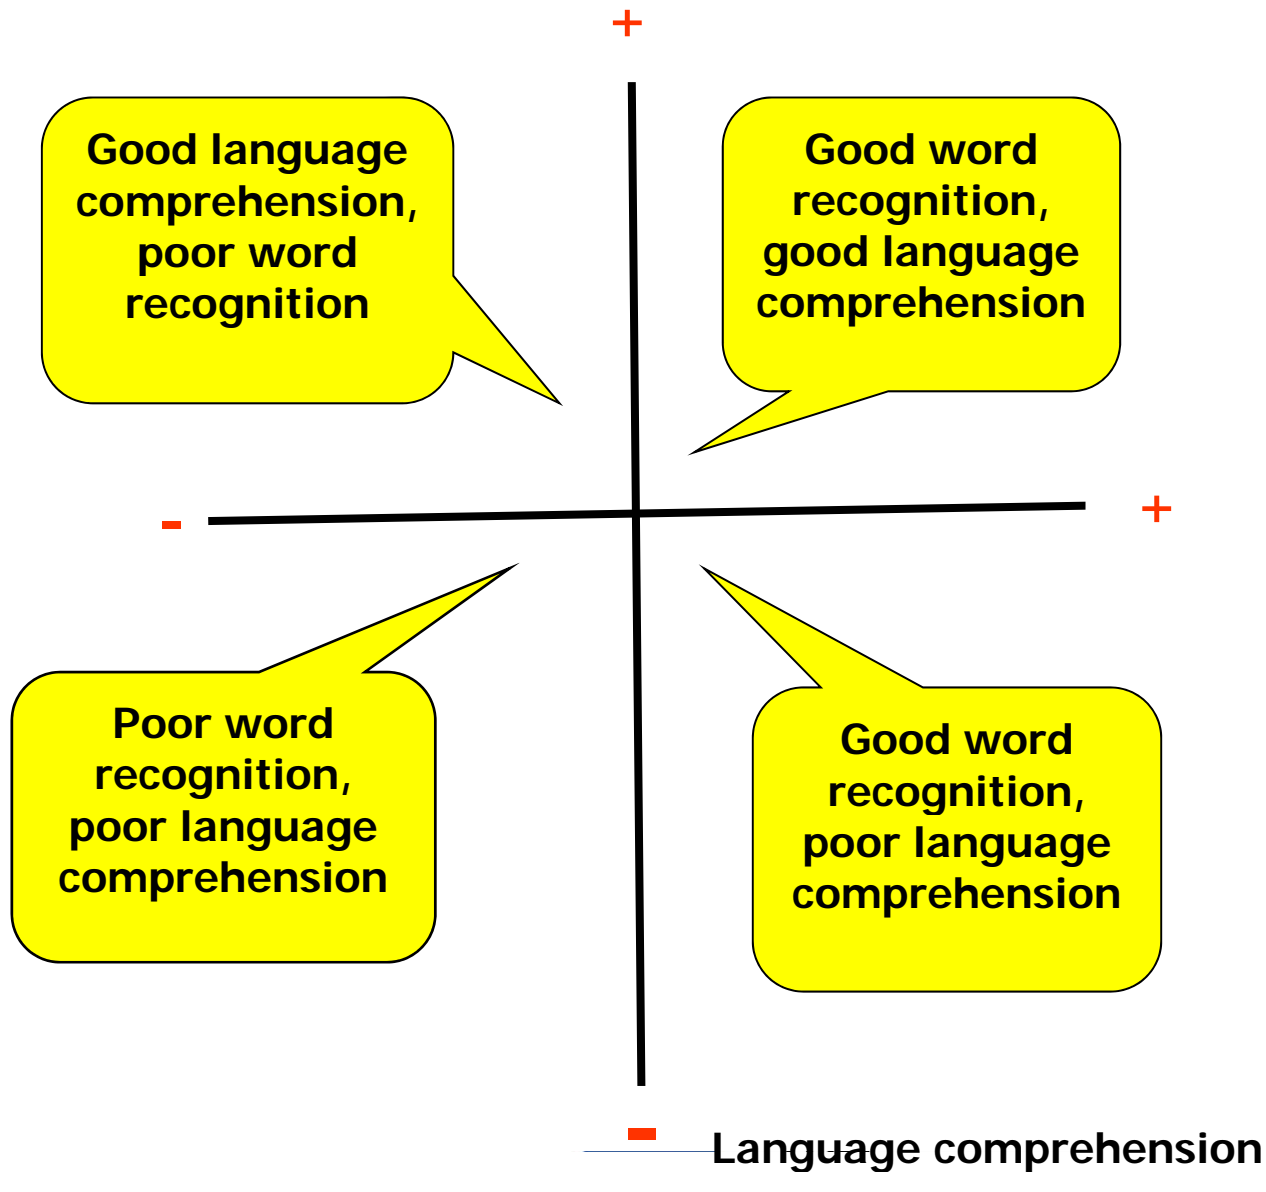 +
Good language
comprehension,
poor word
recognition
Good word
recognition,
good language
comprehension
-
+
Poor word
recognition,
poor language
comprehension
Good word
recognition,
poor language
comprehension
-
Language comprehension